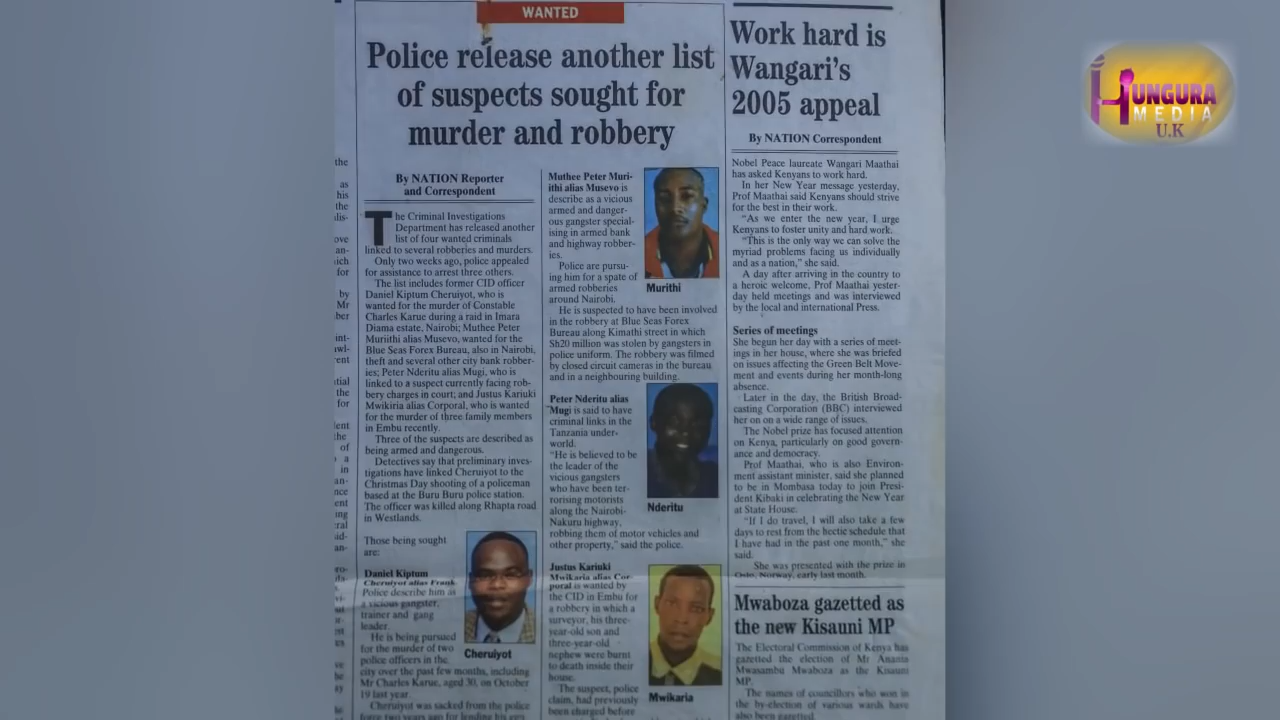 WANTED
Police release another list
of suspects sought for
murder and robbery
By NATION Reporter
and Correspondent
The Criminal Investigations
Department has released another
list of four wanted criminals
linked to several robberies and murders.
Only two weeks ago, police appealed
for assistance to arrest three others.
The list includes former CID officer
Daniel Kiptum Cheruiyot, who is
wanted for the murder of Constable
Charles Karue during a raid in Imara
Diama estate, Nairobi; Muthee Peter
Muriithi alias Musevo, wanted for the
Blue Seas Forex Bureau, also in Nairobi,
theft and several other city bank robber-
ies; Peter Nderitu alias Mugi, who is
linked to a suspect currently facing rob-
bery charges in court; and Justus Kariuki
Mwikiria alias Corporal, who is wanted
for the murder of three family members
in Embu recently.
Three of the suspects are described as
being armed and dangerous.
Detectives say that preliminary inves-
tigations have linked Cheruiyot to the
Christmas Day shooting of a policeman
based at the Buru Buru police station.
The officer was killed along Rhapta road
in Westlands.
Those being sought
are:
Daniel Kiptum
Cheruiyot alias Frank
Police describe him as
a vicious gangster,
trainer and gang
leader.
He is being pursued
for the murder of two
police officers in the
city over the past few months, including
Mr Charles Karue, aged 30, on October
19 last year.
Cheruiyot was sacked from the police
force two years ago for
Cheruiyot
Muthee Peter Muri-
ithi alias Musevo is
describe as a vicious
armed and danger-
ous gangster special-
ising in armed bank
and highway robber-
ies.
Police are pursu-
ing him for a spate of
armed robberies
around Nairobi.
Murithi
He is suspected to have been involved
in the robbery at Blue Seas Forex
Bureau along Kimathi street in which
Sh20 million was stolen by gangsters in
police uniform. The robbery was filmed
by closed circuit cameras in the bureau
and in a neighbouring building.
Peter Nderitu alias
Mugi is said to have
criminal links in the
Tanzania under-
world.
"He is believed to be
the leader of the
vicious gangsters
who have been ter-
rorising motorists
along the Nairobi-
Nakuru highway,
robbing them of motor vehicles and
other property," said the police.
Nderitu
Justus Kariuki
Mwikaria alias Cor-
poral is wanted by
the CID in Embu for
a robbery in which a
surveyor, his three-
year-old son and
three-year-old
nephew were burnt
to death inside their
house.
The suspect, police
claim, had previously
been charged before
Mwikaria
Work hard is
Wangari's
2005 appeal
By NATION Correspondent
Nobel Peace laureate Wangari Maathai
has asked Kenyans to work hard.
In her New Year message yesterday,
Prof Maathai said Kenyans should strive
for the best in their work.
"As we enter the new year, I urge
Kenyans to foster unity and hard work.
"This is the only way we can solve the
myriad problems facing us individually
and as a nation," she said.
A day after arriving in the country to
a heroic welcome, Prof Maathai yester-
day held meetings and was interviewed
by the local and international Press.
Series of meetings
She begun her day with a series of meet-
ings in her house, where she was briefed
on issues affecting the Green Belt Move-
ment and events during her month-long
absence.
Later in the day, the British Broad-
casting Corporation (BBC) interviewed
her on on a wide range of issues.
The Nobel prize has focused attention
on Kenya, particularly on good govern-
ance and democracy.
Prof Maathai, who is also Environ-
ment assistant minister, said she planned
to be in Mombasa today to join Presi-
dent Kibaki in celebrating the New Year
at State House.
"If I do travel, I will also take a few
days to rest from the hectic schedule that
I have had in the past one month," she
said.
She was presented with the prize in
Oslo, Norway, early last month.
Mwaboza gazetted as
the new Kisauni MP
The Electoral Commission of Kenya has
gazetted the election of Mr Anania
Mwasambu Mwaboza as the Kisauni
MP.
The names of councillors who won in
the by-election of various wards have
also been gazetted.
HUNGURA
MEDIA
U.K